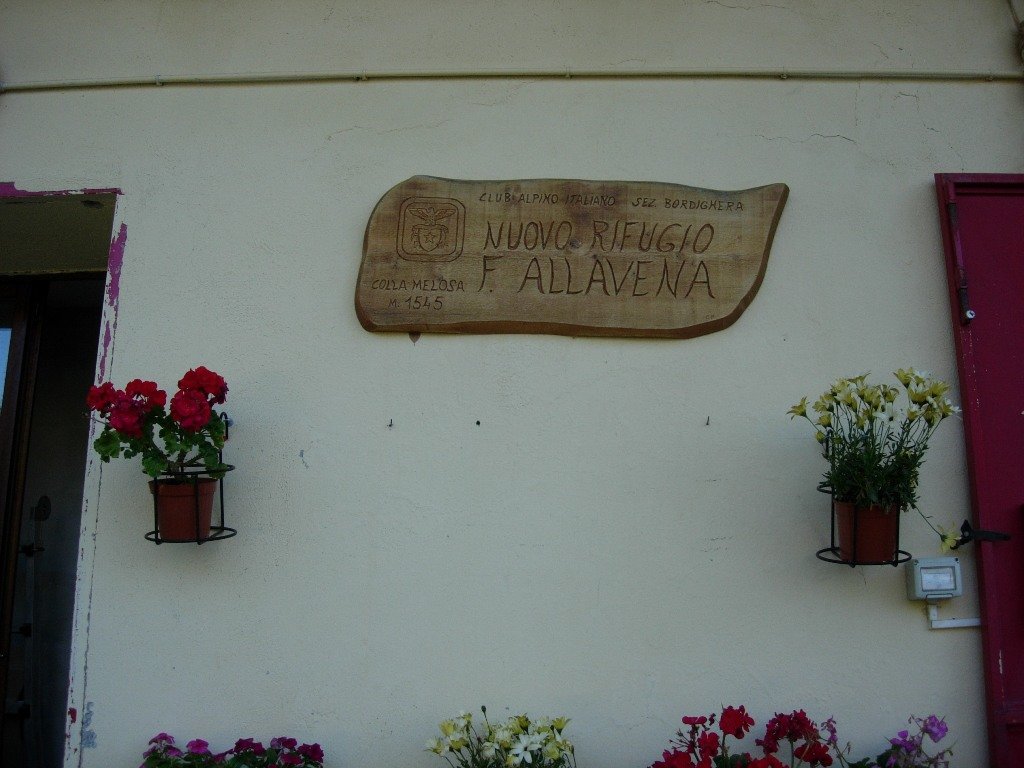 CLUB ALPINO ITALIANO SEZ BORDIGHERA
NUOVO RIFUGIO
F. ALLAVENA
COLLA MELOSA
M. 1545